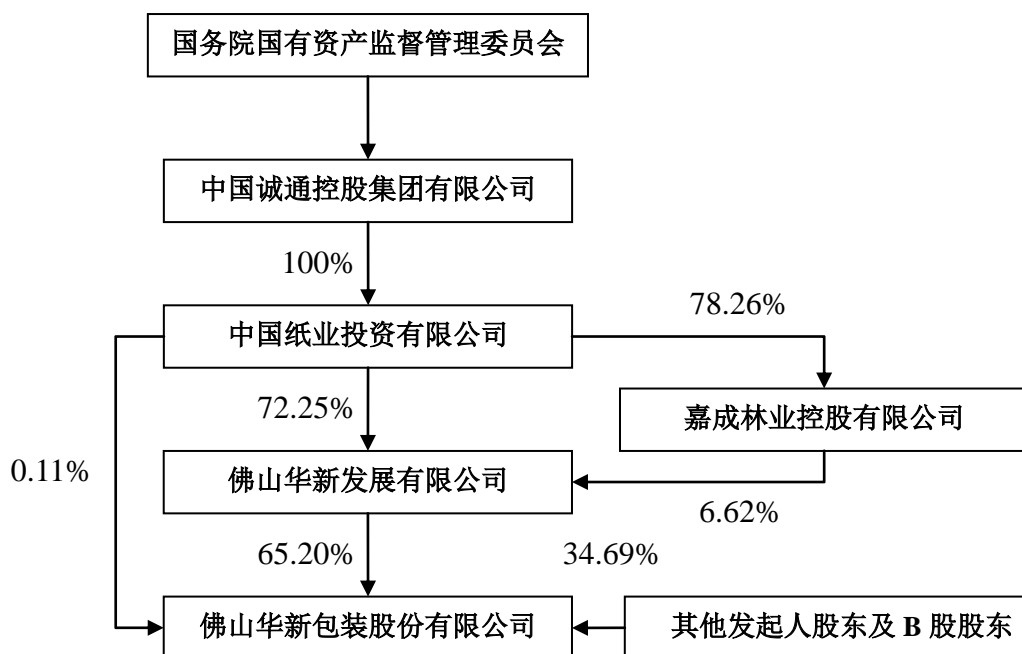 国务院国有资产监督管理委员会
中国诚通控股集团有限公司
100%
78.26%
中国纸业投资有限公司
72.25%
嘉成林业控股有限公司
0.11%
佛山华新发展有限公司
6.62%
65.20%
34.69%
佛山华新包装股份有限公司
其他发起人股东及 B 股股东